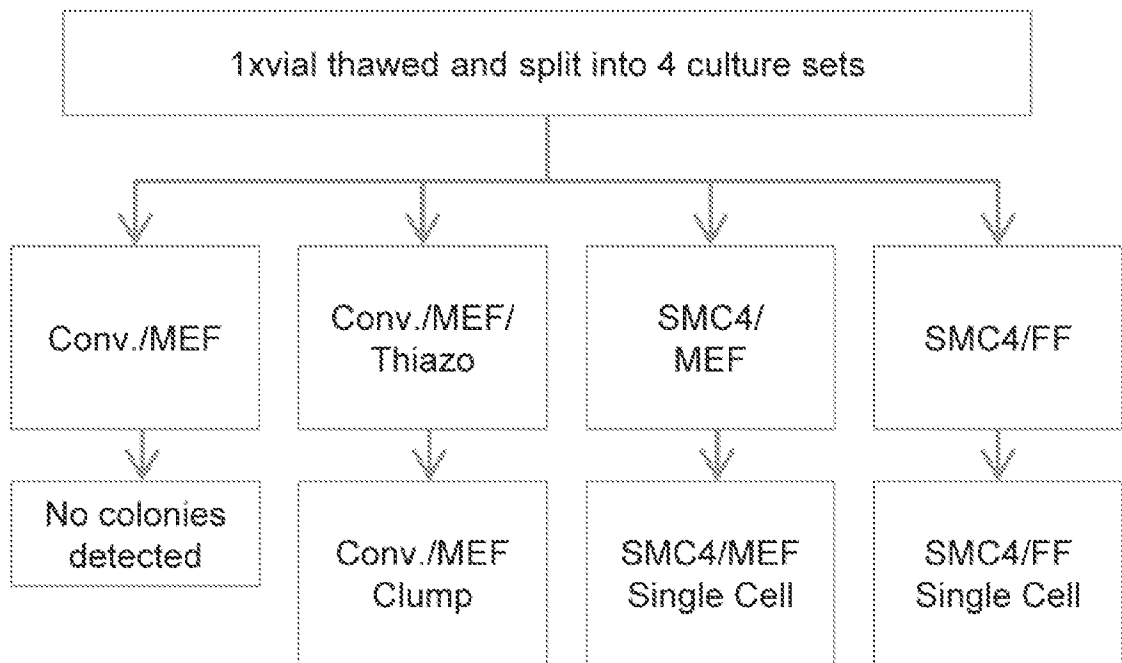 1xvial thawed and split into 4 culture sets
Conv./MEF
Conv./MEF/
Thiazo
SMC4/
MEF
SMC4/FF
No colonies
detected
Conv./MEF
Clump
SMC4/MEF
Single Cell
SMC4/FF
Single Cell